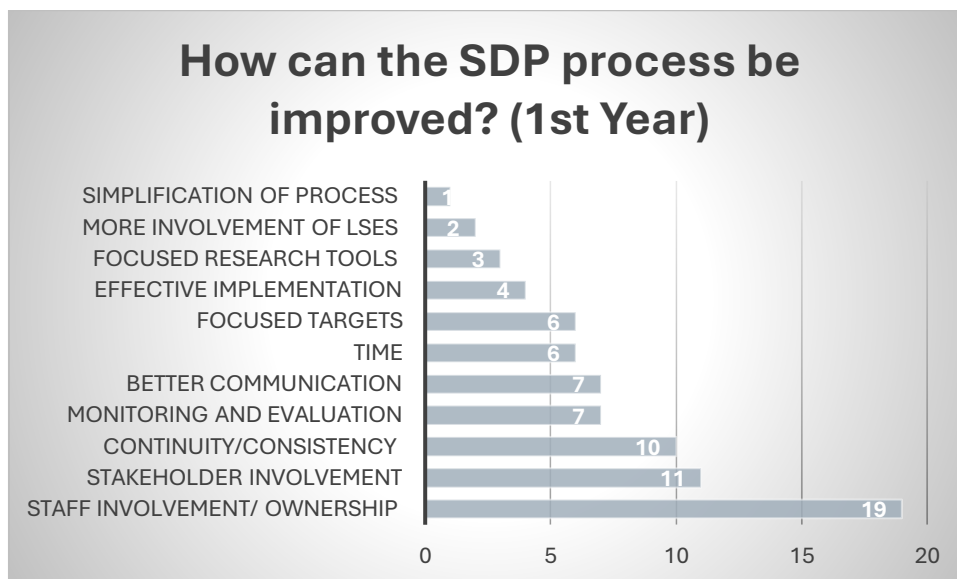 How can the SDP process be
improved? (1st Year)
SIMPLIFICATION OF PROCESS 1
MORE INVOLVEMENT OF LSES 2
FOCUSED RESEARCH TOOLS 3
EFFECTIVE IMPLEMENTATION 4
FOCUSED TARGETS 6
TIME 6
BETTER COMMUNICATION 7
MONITORING AND EVALUATION 7
CONTINUITY/CONSISTENCY 10
STAKEHOLDER INVOLVEMENT 11
STAFF INVOLVEMENT/ OWNERSHIP 19
0 5 10 15 20